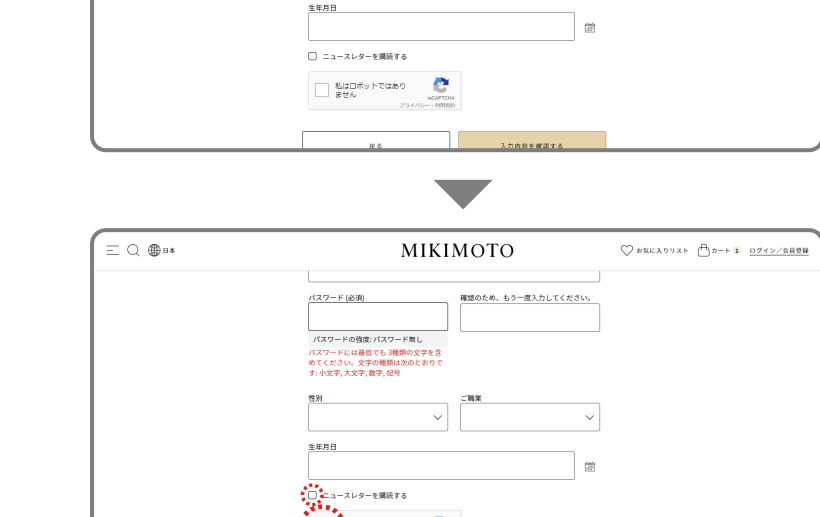 生年月日
ニュースレターを購読する
私はロボットではあり
ません
reCAPTCHA
プライバシー - 利用規約
戻る
入力内容を確認する
日本
MIKIMOTO
お気に入りリスト
カート 1
ログイン／会員登録
パスワード (必須)
確認のため、もう一度入力してください。
パスワードの強度: パスワード無し
パスワードには最低でも 3種類の文字を含
めてください。文字の種類は次のとおりで
す: 小文字, 大文字, 数字, 記号
性別
ご職業
生年月日
ニュースレターを購読する